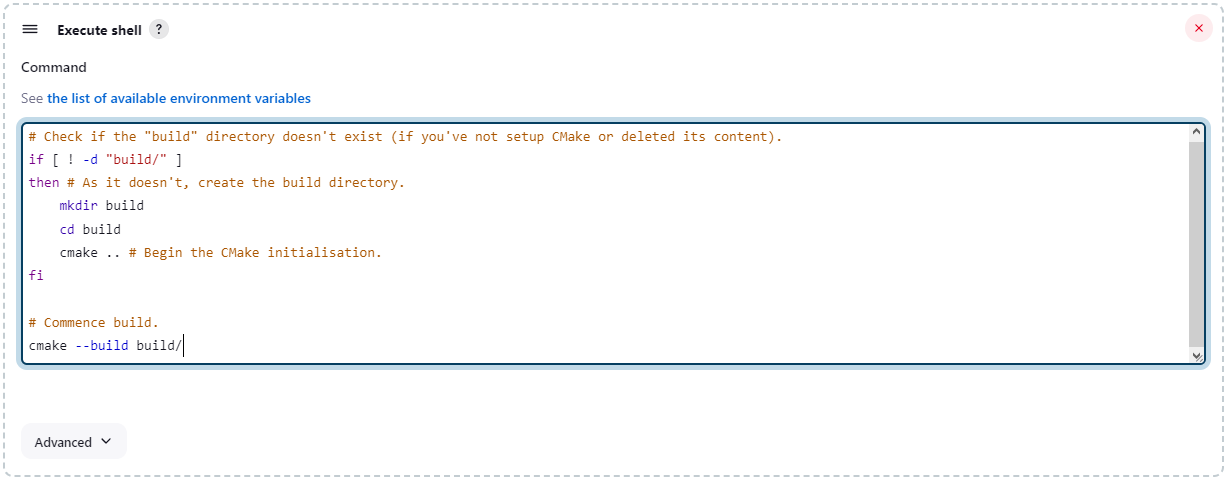 Execute shell ?
Command
See the list of available environment variables
# Check if the "build" directory doesn't exist (if you've not setup CMake or deleted its content).
if [ ! -d "build/" ]
then # As it doesn't, create the build directory.
    mkdir build
    cd build
    cmake .. # Begin the CMake initialisation.
fi

# Commence build.
cmake --build build/
Advanced